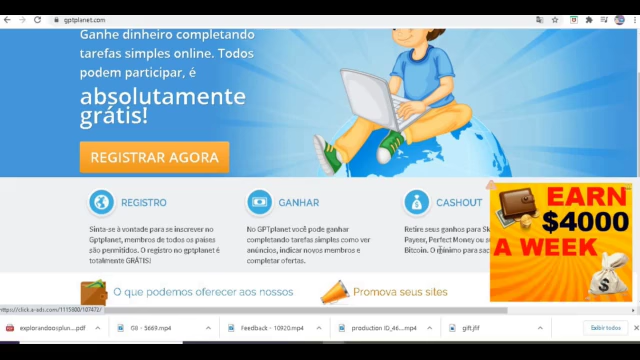 gptplanet.com
Ganhe dinheiro completando
tarefas simples online. Todos
podem participar, é
absolutamente
grátis!
REGISTRAR AGORA
REGISTRO
Sinta-se à vontade para se inscrever no
Gptplanet, membros de todos os países
são permitidos. O registro no gptplanet é
totalmente GRÁTIS!
GANHAR
No GPTplanet você pode ganhar
completando tarefas simples como ver
anúncios, indicar novos membros e
completar ofertas.
CASHOUT
Retire seus ganhos para
Payeer, Perfect Money ou
Bitcoin. O mínimo para
EARN
$4000
A WEEK
O que podemos oferecer aos nossos
Promova seus sites
https://click.a-ads.com/1115800/107472/
explorandoosplun....pdf
G8 - 5669.mp4
Feedback - 10920.mp4
production ID_46....mp4
gift.jfif
Exibir todos